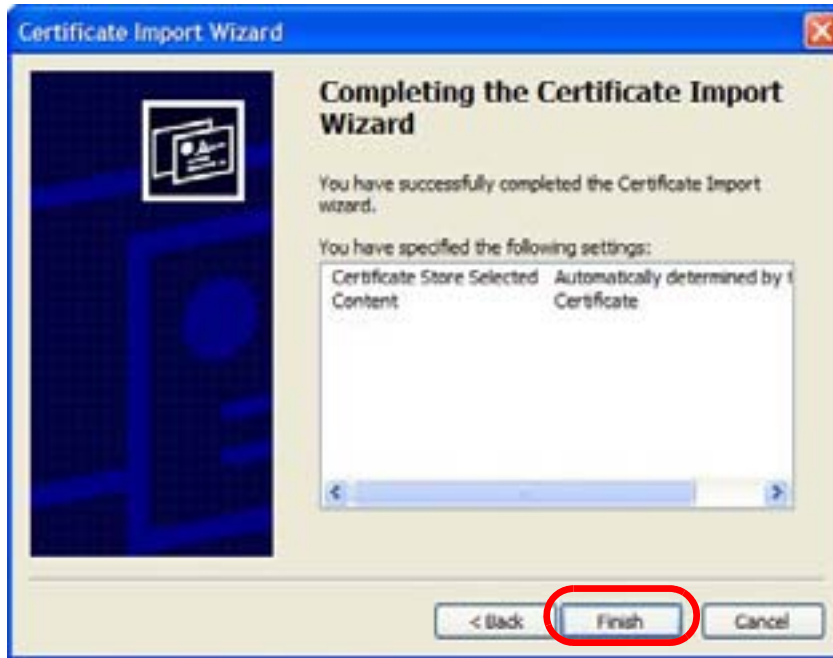 Certificate Import Wizard
Completing the Certificate Import
Wizard
You have successfully completed the Certificate Import
wizard.
You have specified the following settings:
Certificate Store Selected Automatically determined by t
Content Certificate
< Back Finish Cancel